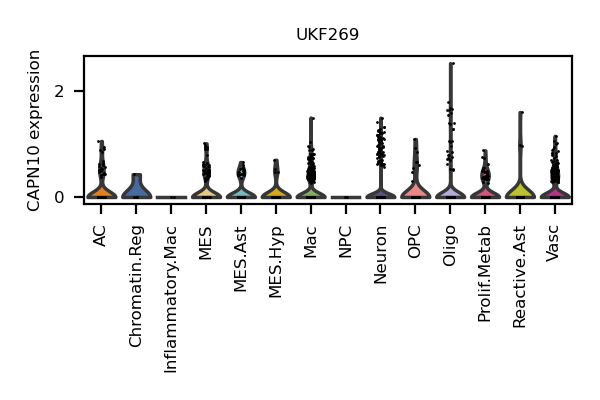 UKF269
CAPN10 expression
2
0
AC
Chromatin.Reg
Inflammatory.Mac
MES
MES.Ast
MES.Hyp
Mac
NPC
Neuron
OPC
Oligo
Prolif.Metab
Reactive.Ast
Vasc